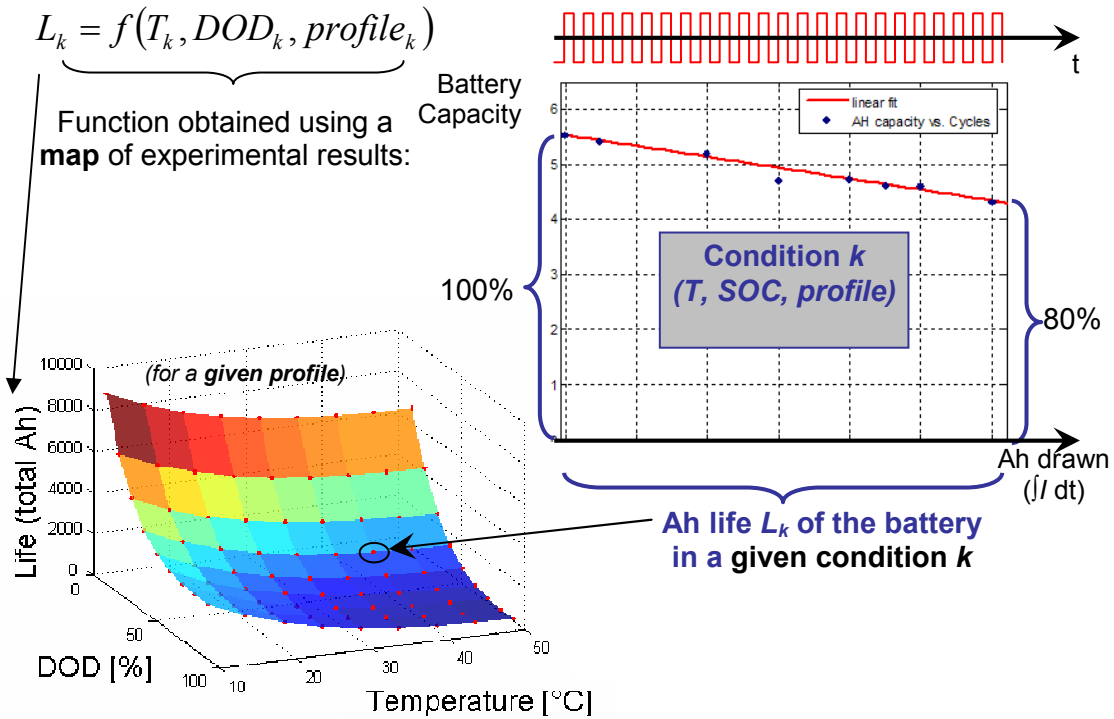 L_k = f(T_k, DOD_k, profile_k)
Function obtained using a
map of experimental results:
t
Battery
Capacity
linear fit
AH capacity vs. Cycles
6
5
4
3
2
1
0
100%
Condition k
(T, SOC, profile)
80%
Ah drawn
(∫I dt)
Ah life L_k of the battery
in a given condition k
(for a given profile)
Life (total Ah)
10000
8000
6000
4000
2000
0
0
50
100
DOD [%]
10
20
30
40
50
Temperature [°C]